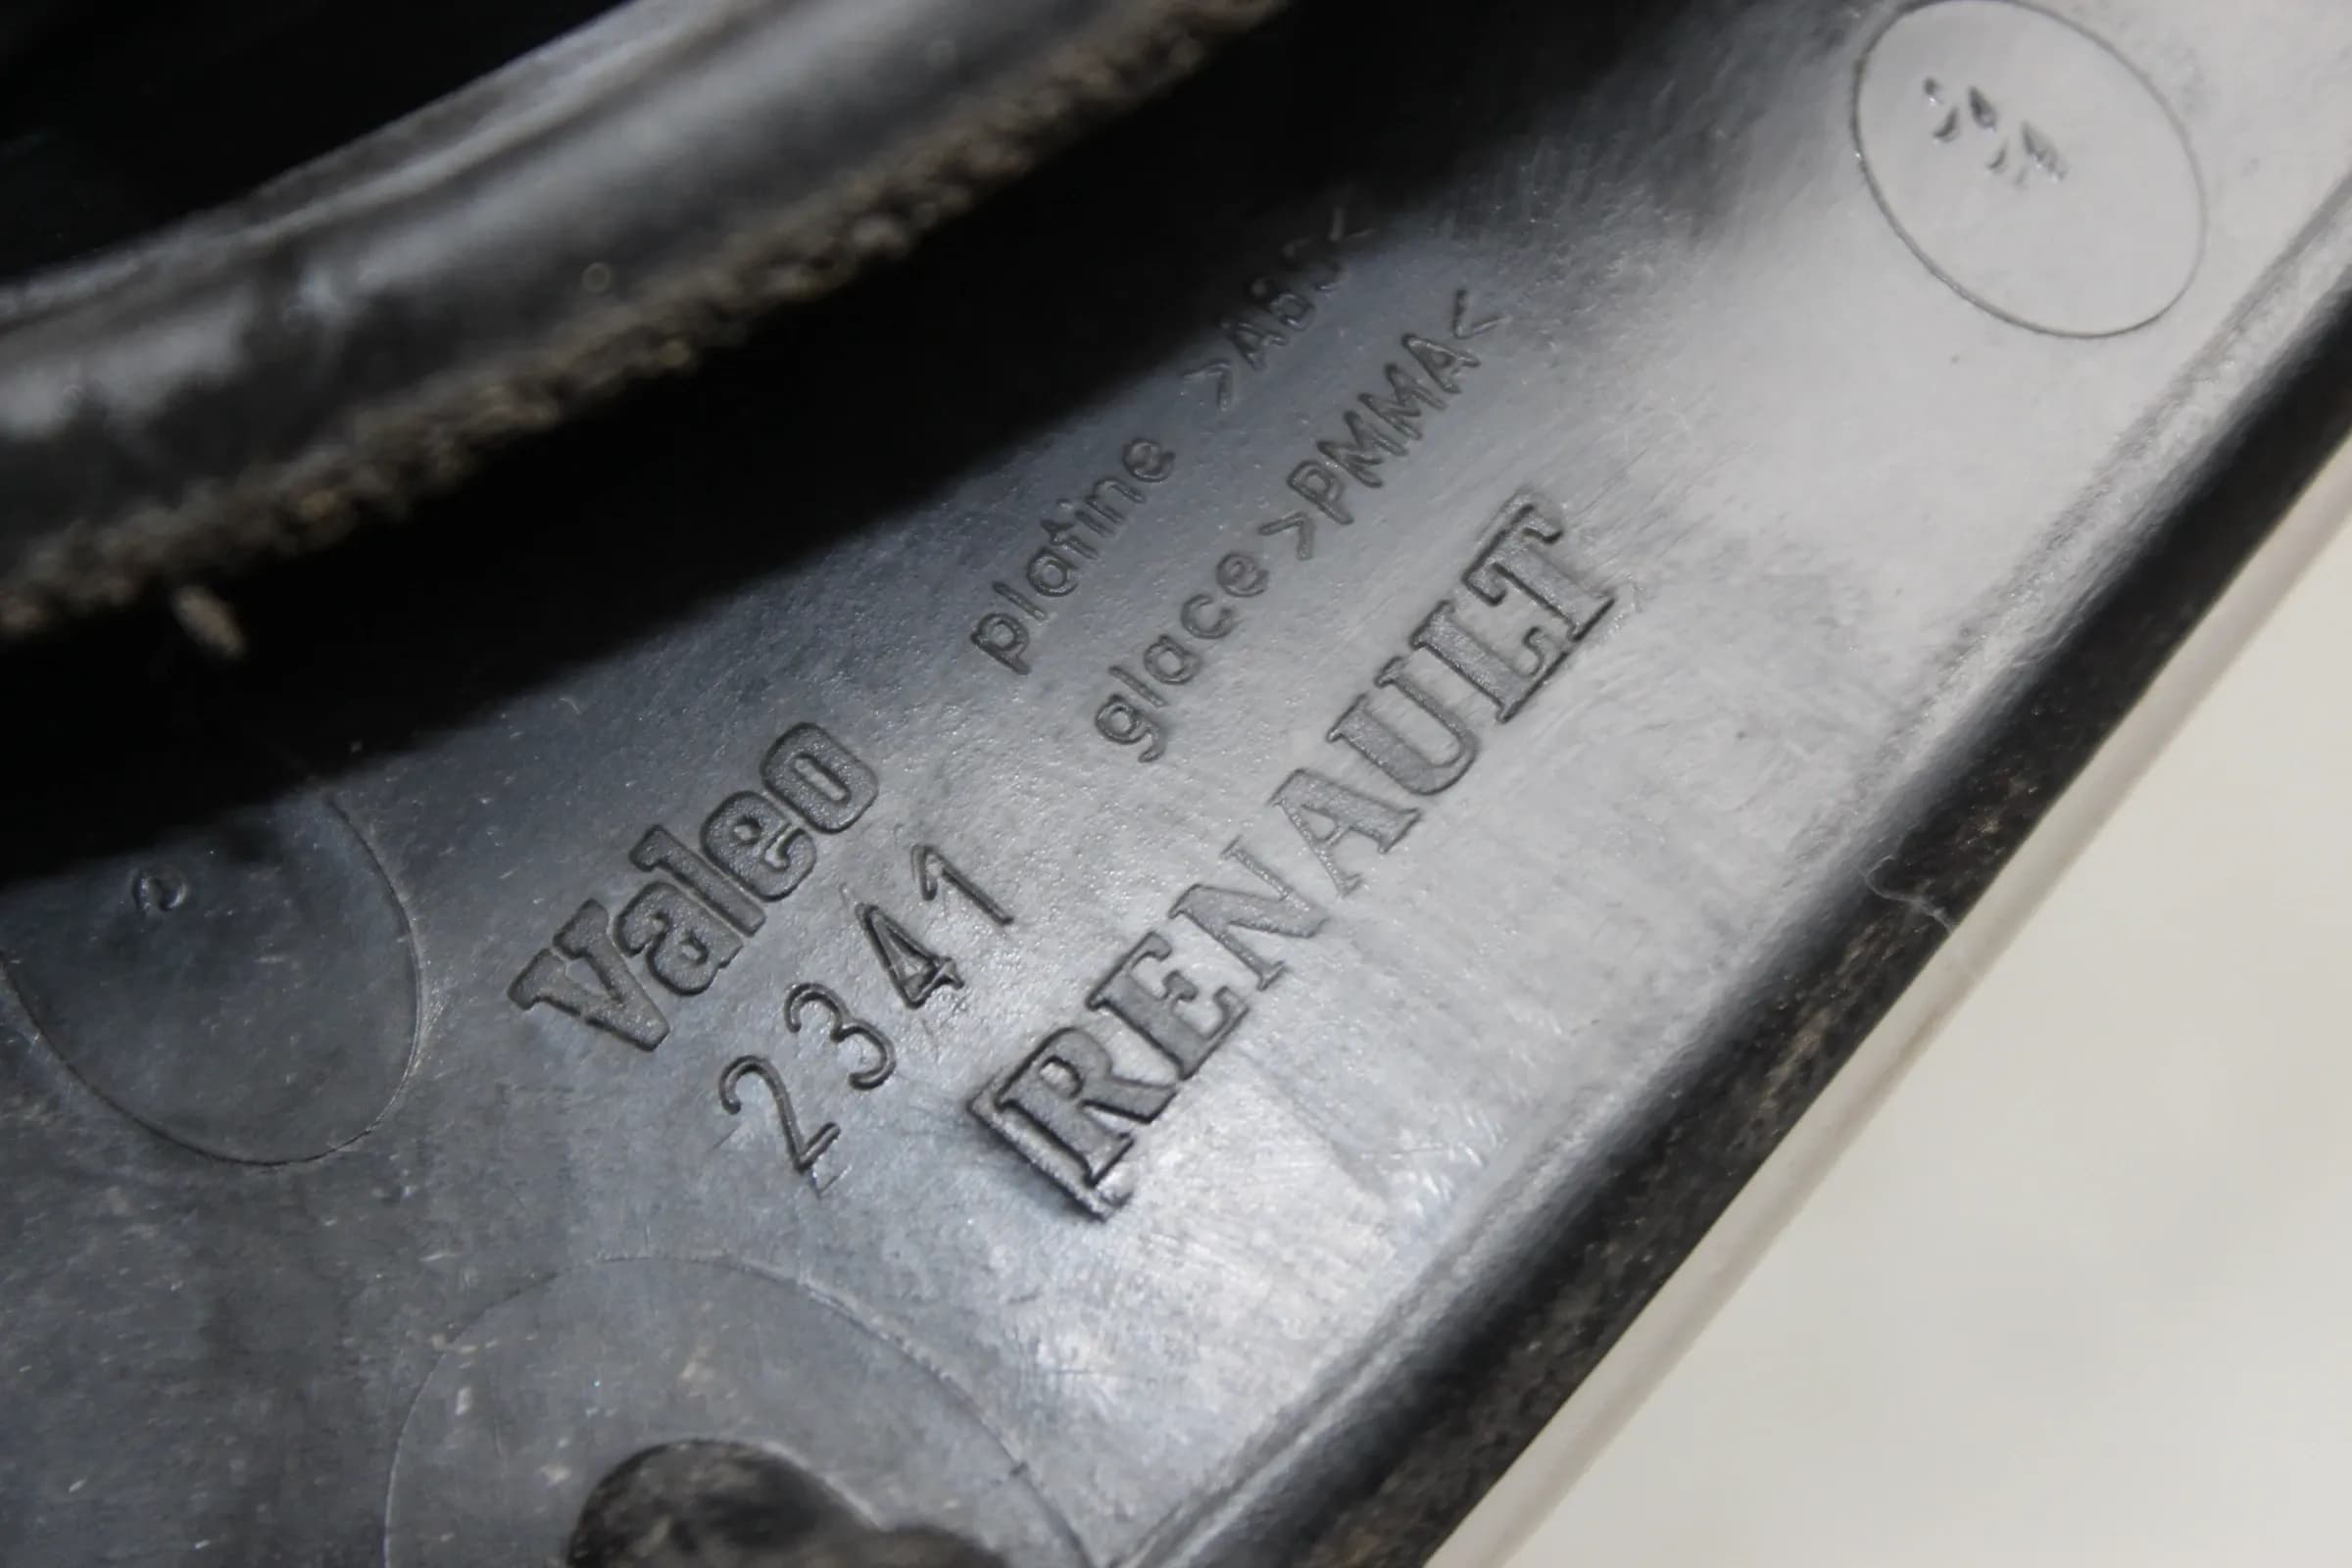 platine >ABS<
glace >PMMA<
Valeo
2341
RENAULT